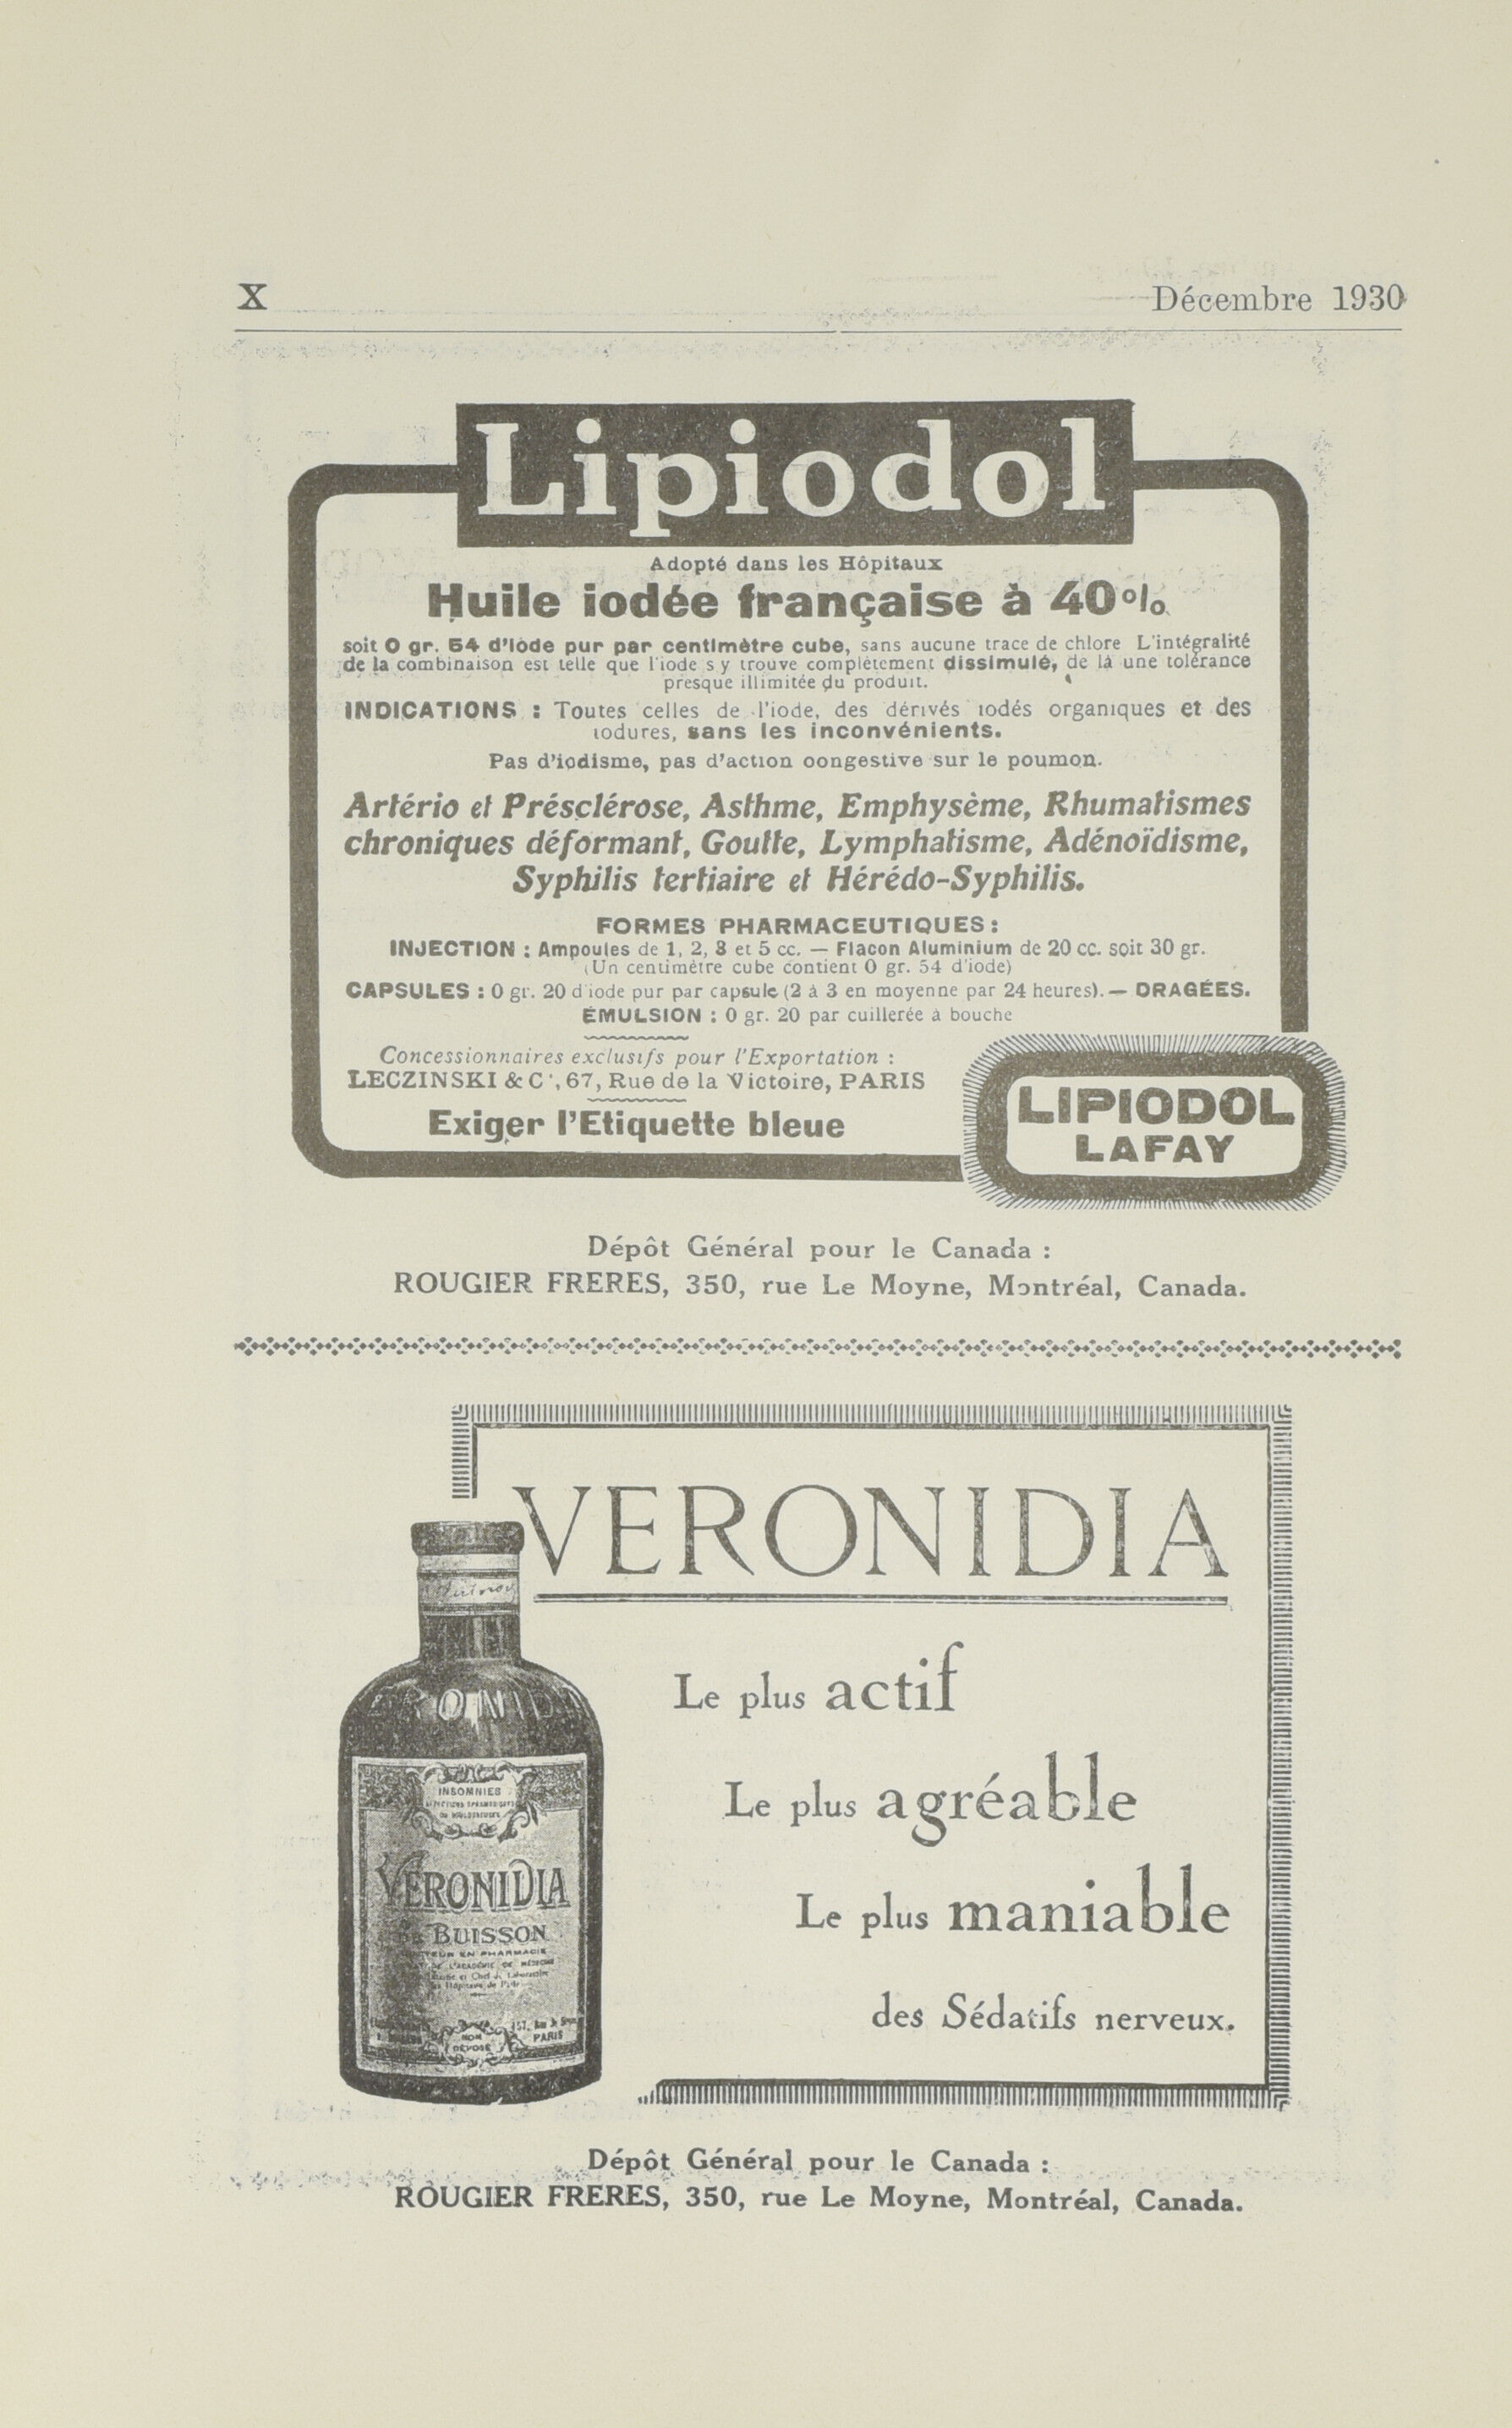 X
Décembre 1930
Lipiodol
Adopté dans les Hôpitaux
Huile iodée française à 40%
soit 0 gr. 54 d'iode pur par centimètre cube, sans aucune trace de chlore L'intégralité
de la combinaison est telle que l'iode s y trouve complètement dissimulé, de là une tolérance
presque illimitée du produit.
INDICATIONS : Toutes celles de l'iode, des dérivés iodés organiques et des
iodures, sans les inconvénients.
Pas d'iodisme, pas d'action congestive sur le poumon.
Artério et Présclérose, Asthme, Emphysème, Rhumatismes
chroniques déformant, Goutte, Lymphatisme, Adénoïdisme,
Syphilis tertiaire et Hérédo-Syphilis.
FORMES PHARMACEUTIQUES :
INJECTION : Ampoules de 1, 2, 3 et 5 cc. — Flacon Aluminium de 20 cc. soit 30 gr.
(Un centimètre cube contient 0 gr. 54 d'iode)
CAPSULES : 0 gr. 20 d'iode pur par capsule (2 à 3 en moyenne par 24 heures). — DRAGÉES.
ÉMULSION : 0 gr. 20 par cuillerée à bouche
Concessionnaires exclusifs pour l'Exportation :
LECZINSKI & C°, 67, Rue de la Victoire, PARIS
Exiger l'Etiquette bleue
LIPIODOL
LAFAY
Dépôt Général pour le Canada :
ROUGIER FRERES, 350, rue Le Moyne, Montréal, Canada.
VERONIDIA
Le plus actif
Le plus agréable
Le plus maniable
des Sédatifs nerveux.
INSOMNIES
VERONIDIA
BUISSON
EN PHARMACIE
DE L'ACADÉMIE DE MÉDECINE
NOM
DÉPOSÉ
PARIS
Dépôt Général pour le Canada :
ROUGIER FRERES, 350, rue Le Moyne, Montréal, Canada.